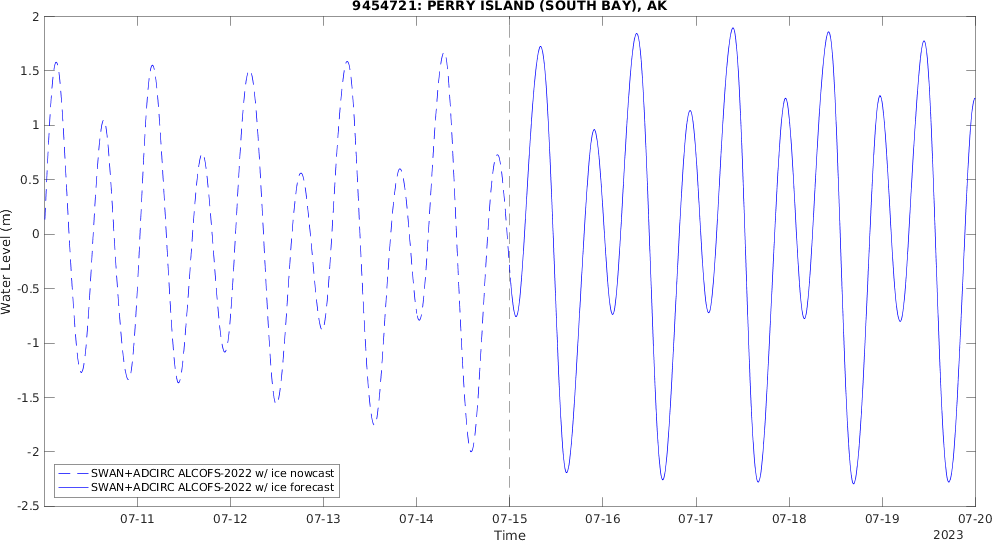 9454721: PERRY ISLAND (SOUTH BAY), AK
2
1.5
1
0.5
0
-0.5
-1
-1.5
-2
-2.5
Water Level (m)
SWAN+ADCIRC ALCOFS-2022 w/ ice nowcast
SWAN+ADCIRC ALCOFS-2022 w/ ice forecast
07-11 07-12 07-13 07-14 07-15 07-16 07-17 07-18 07-19 07-20
Time
2023